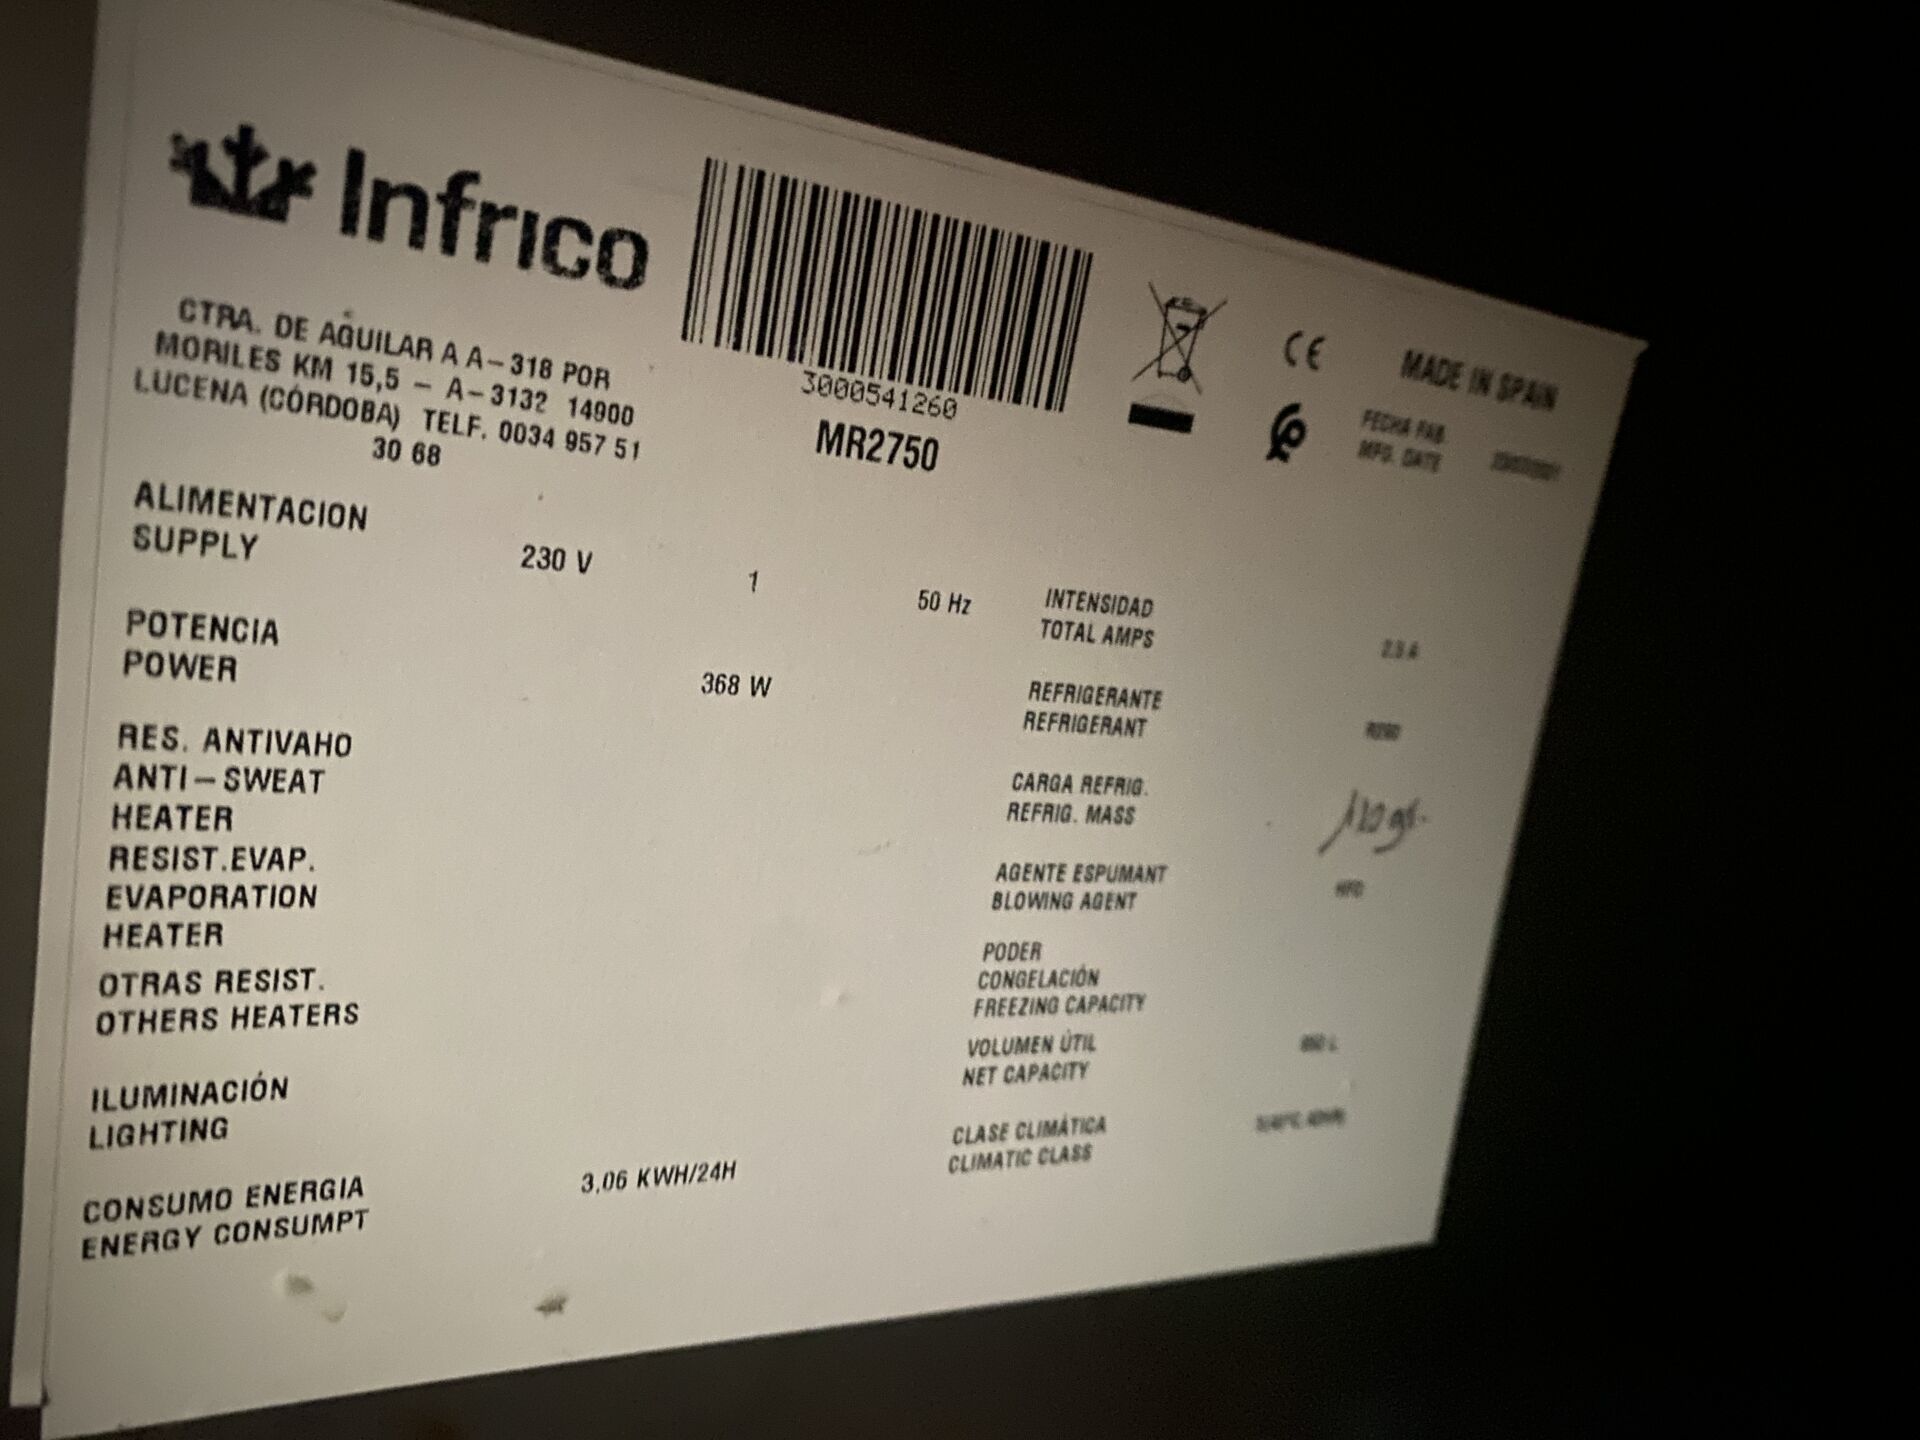 Infrico
CTRA. DE AGUILAR A A-318 POR
MORILES KM 15,5 - A-3132 14900
LUCENA (CÓRDOBA) TELF. 0034 957 51
30 68
3000541260
MR2750
CE
MADE IN SPAIN
FECHA FAB.
MFG. DATE
ALIMENTACION
SUPPLY
230 V 1 50 Hz
POTENCIA
POWER
368 W
RES. ANTIVAHO
ANTI-SWEAT
HEATER
RESIST.EVAP.
EVAPORATION
HEATER
OTRAS RESIST.
OTHERS HEATERS
ILUMINACIÓN
LIGHTING
CONSUMO ENERGIA
ENERGY CONSUMPT
3,06 KWH/24H
INTENSIDAD
TOTAL AMPS
REFRIGERANTE
REFRIGERANT
R290
CARGA REFRIG.
REFRIG. MASS
AGENTE ESPUMANT
BLOWING AGENT
PODER
CONGELACIÓN
FREEZING CAPACITY
VOLUMEN ÚTIL
NET CAPACITY
CLASE CLIMÁTICA
CLIMATIC CLASS